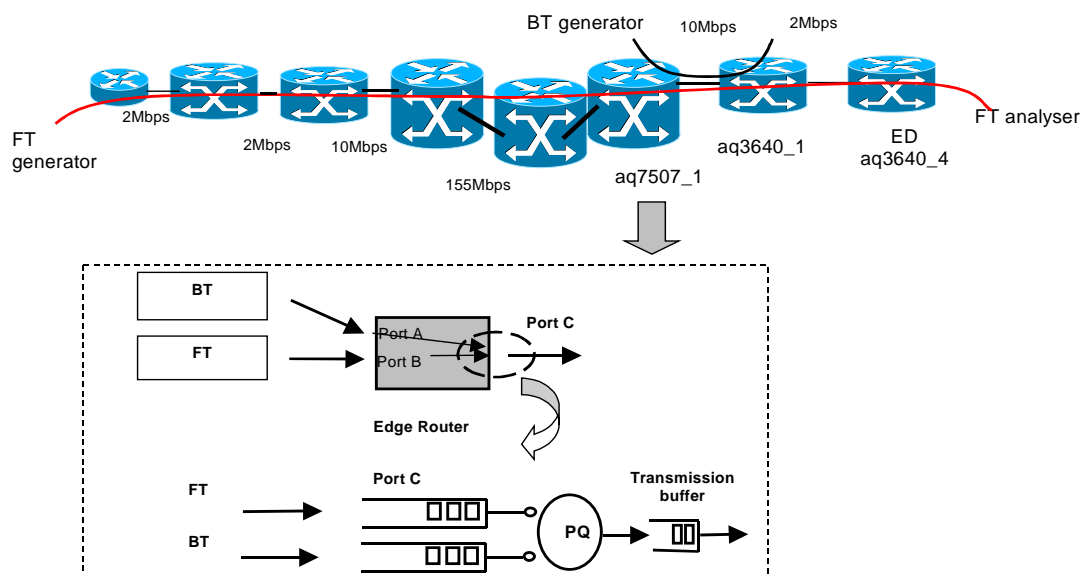 BT generator
10Mbps
2Mbps
FT
generator
2Mbps
2Mbps
10Mbps
155Mbps
aq7507_1
aq3640_1
ED
aq3640_4
FT analyser
BT
FT
Port A
Port B
Port C
Edge Router
Port C
Transmission
buffer
FT
BT
PQ